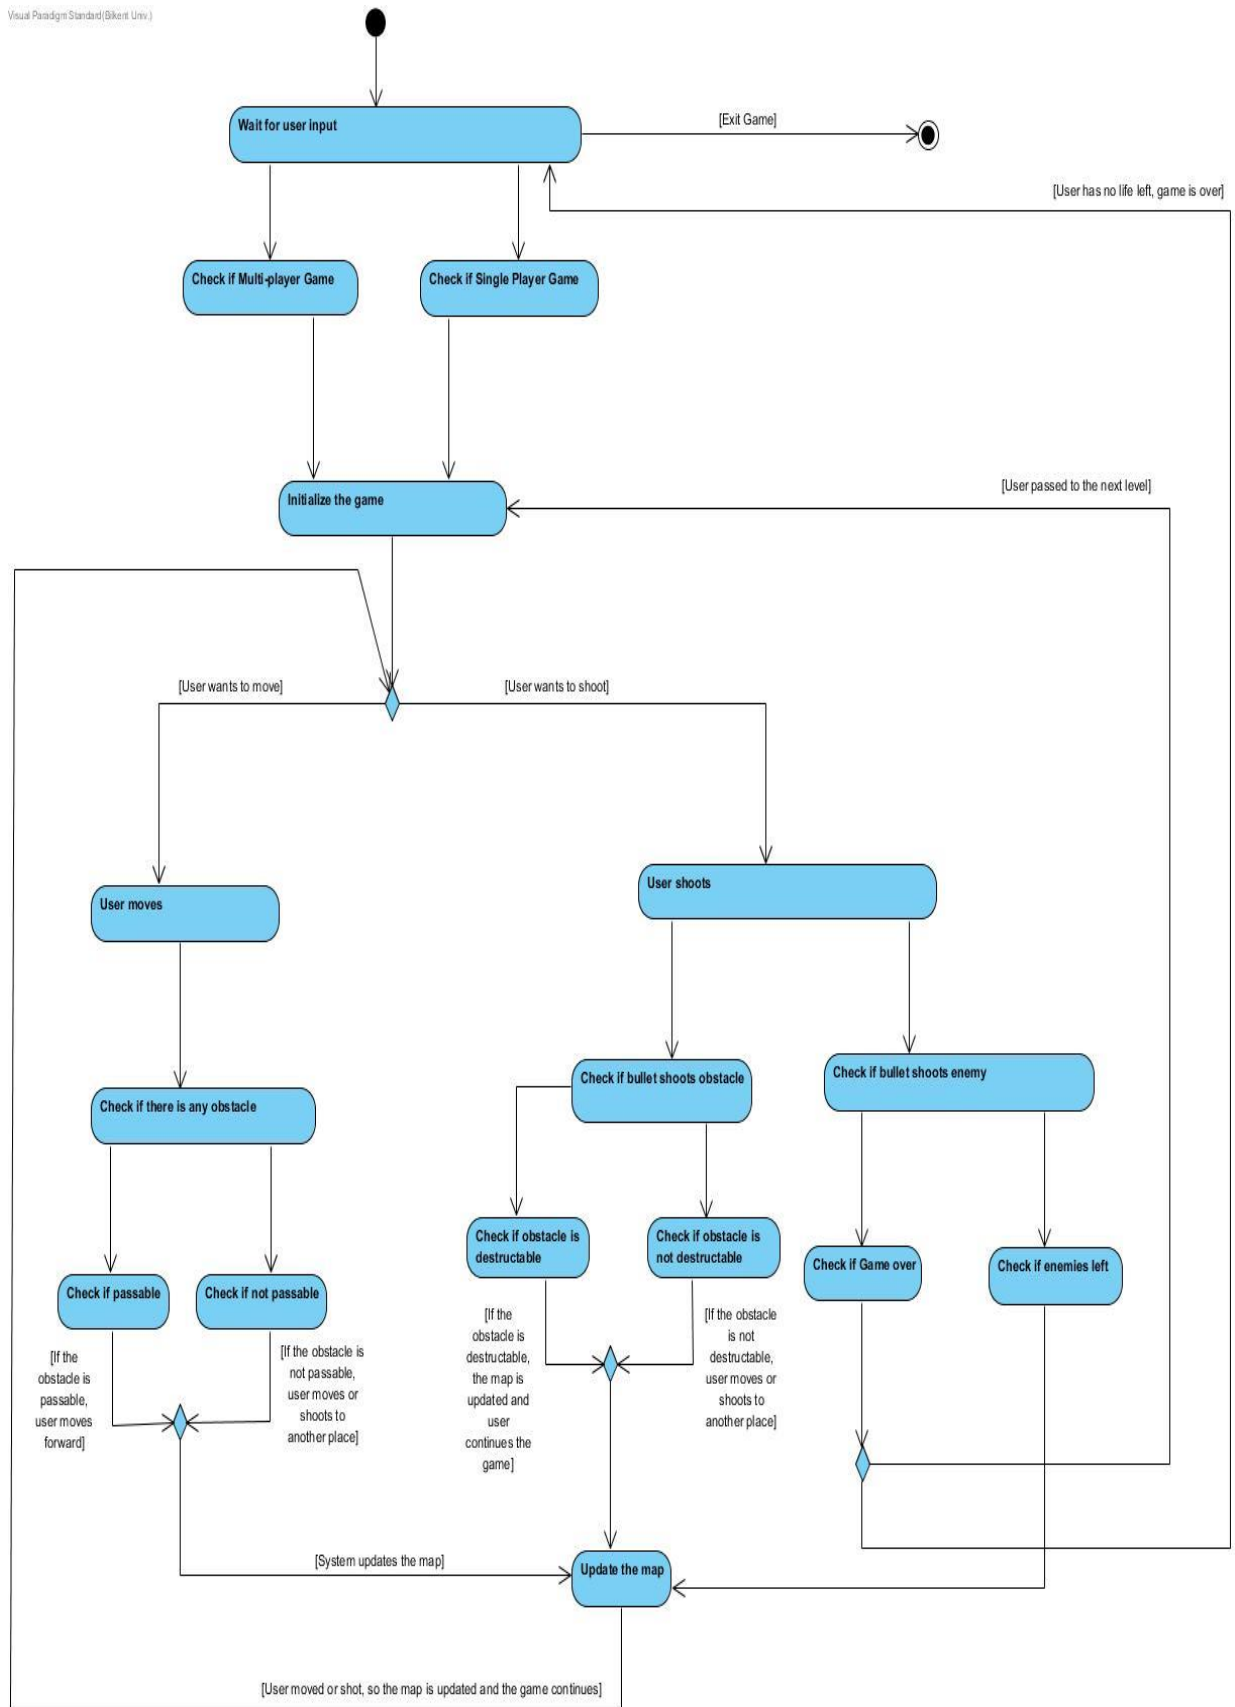 Visual Paradigm Standard(Bilkent Univ.)
Wait for user input
[Exit Game]
[User has no life left, game is over]
Check if Multi-player Game
Check if Single Player Game
Initialize the game
[User passed to the next level]
[User wants to move]
[User wants to shoot]
User moves
User shoots
Check if there is any obstacle
Check if bullet shoots obstacle
Check if bullet shoots enemy
Check if passable
Check if not passable
Check if obstacle is
destructable
Check if obstacle is
not destructable
Check if Game over
Check if enemies left
[If the
obstacle is
passable,
user moves
forward]
[If the obstacle is
not passable,
user moves or
shoots to
another place]
[If the
obstacle is
destructable,
the map is
updated and
user
continues the
game]
[If the obstacle
is not
destructable,
user moves or
shoots to
another place]
[System updates the map]
Update the map
[User moved or shot, so the map is updated and the game continues]